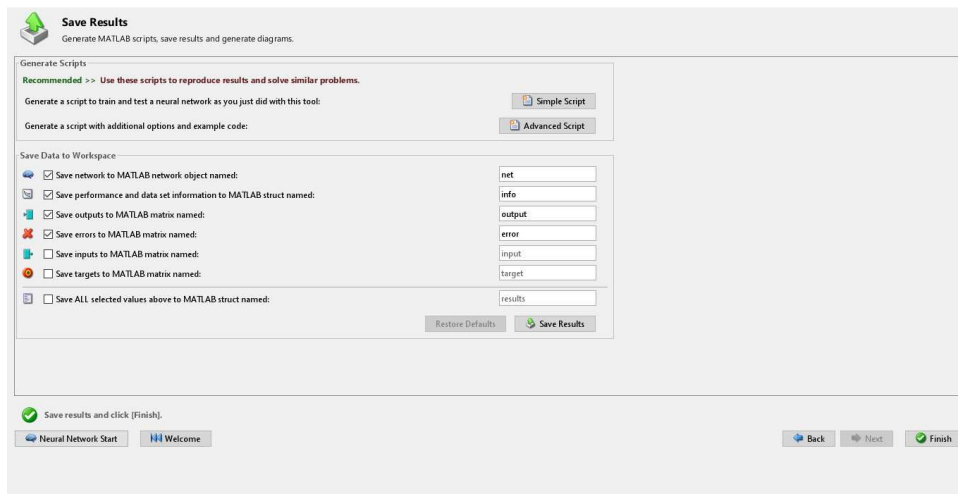 Save Results
Generate MATLAB scripts, save results and generate diagrams.
Generate Scripts
Recommended >> Use these scripts to reproduce results and solve similar problems.
Generate a script to train and test a neural network as you just did with this tool:
Simple Script
Generate a script with additional options and example code:
Advanced Script
Save Data to Workspace
Save network to MATLAB network object named:
net
Save performance and data set information to MATLAB struct named:
info
Save outputs to MATLAB matrix named:
output
Save errors to MATLAB matrix named:
error
Save inputs to MATLAB matrix named:
input
Save targets to MATLAB matrix named:
target
Save ALL selected values above to MATLAB struct named:
results
Restore Defaults
Save Results
Save results and click [Finish].
Neural Network Start
Welcome
Back
Next
Finish